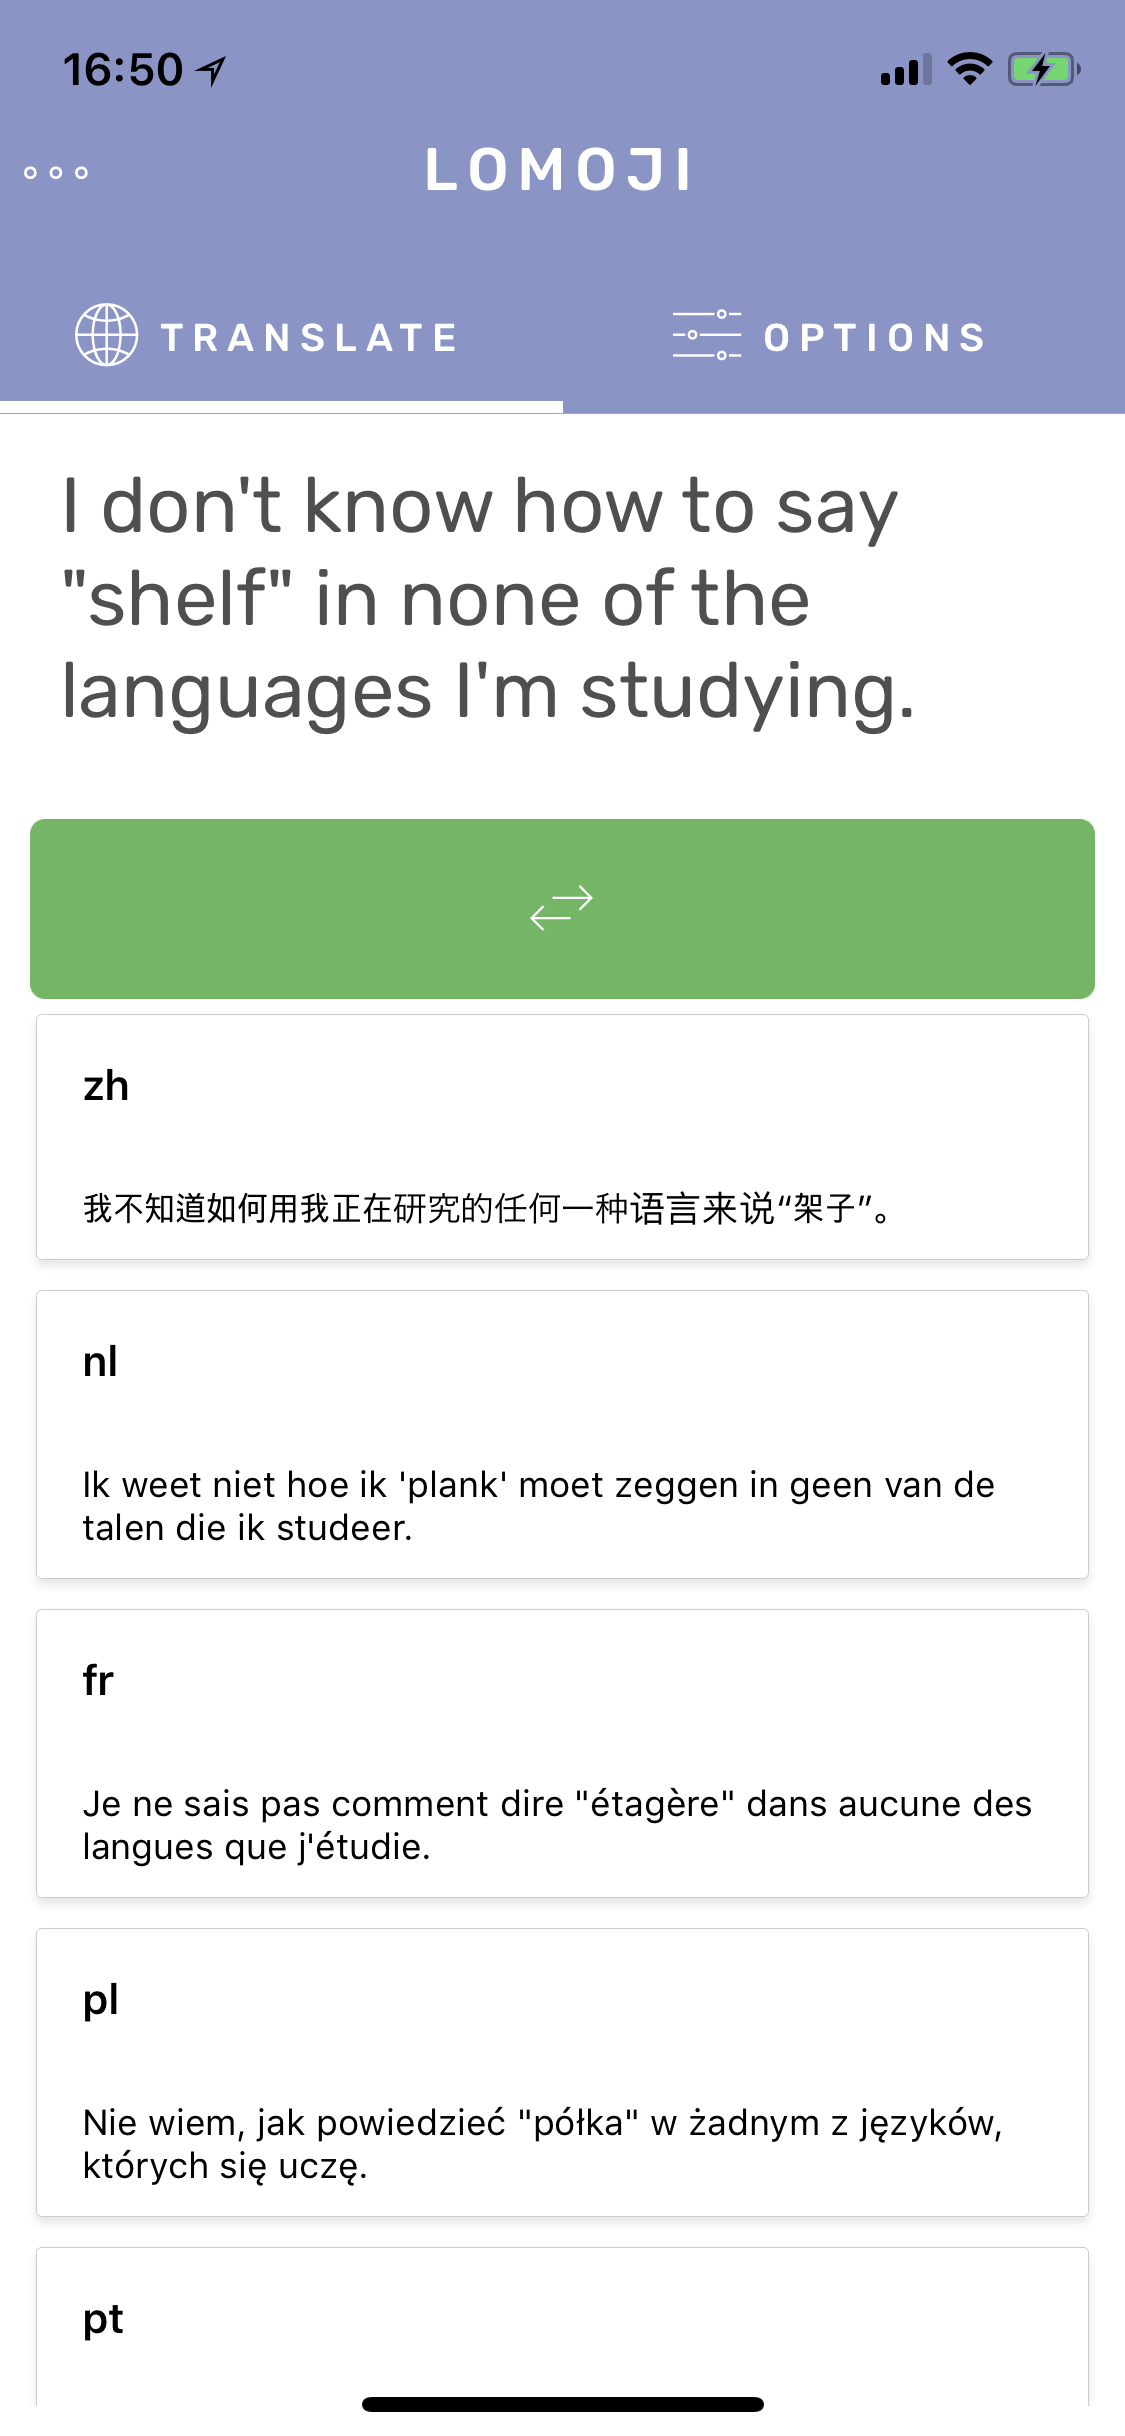 16:50
LOMOJI
TRANSLATE
OPTIONS
I don't know how to say
"shelf" in none of the
languages I'm studying.
zh
我不知道如何用我正在研究的任何一种语言来说“架子”。
nl
Ik weet niet hoe ik 'plank' moet zeggen in geen van de
talen die ik studeer.
fr
Je ne sais pas comment dire "étagère" dans aucune des
langues que j'étudie.
pl
Nie wiem, jak powiedzieć "półka" w żadnym z języków,
których się uczę.
pt